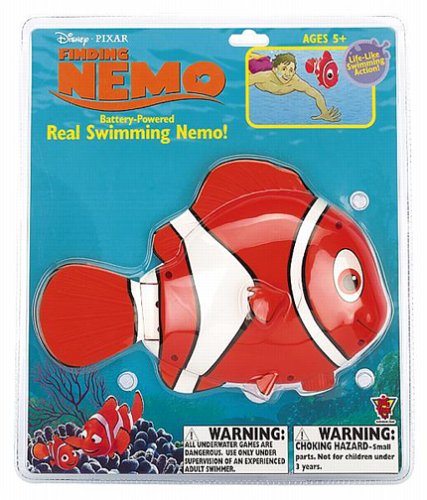 Disney · PIXAR
FINDING
NEMO
Battery-Powered
Real Swimming Nemo!
AGES 5+
Life-Like
Swimming
Action!
WARNING:
ALL UNDERWATER GAMES ARE
DANGEROUS. USE ONLY UNDER
SUPERVISION OF AN EXPERIENCED
ADULT SWIMMER.
WARNING:
CHOKING HAZARD-Small
parts. Not for children under
3 years.